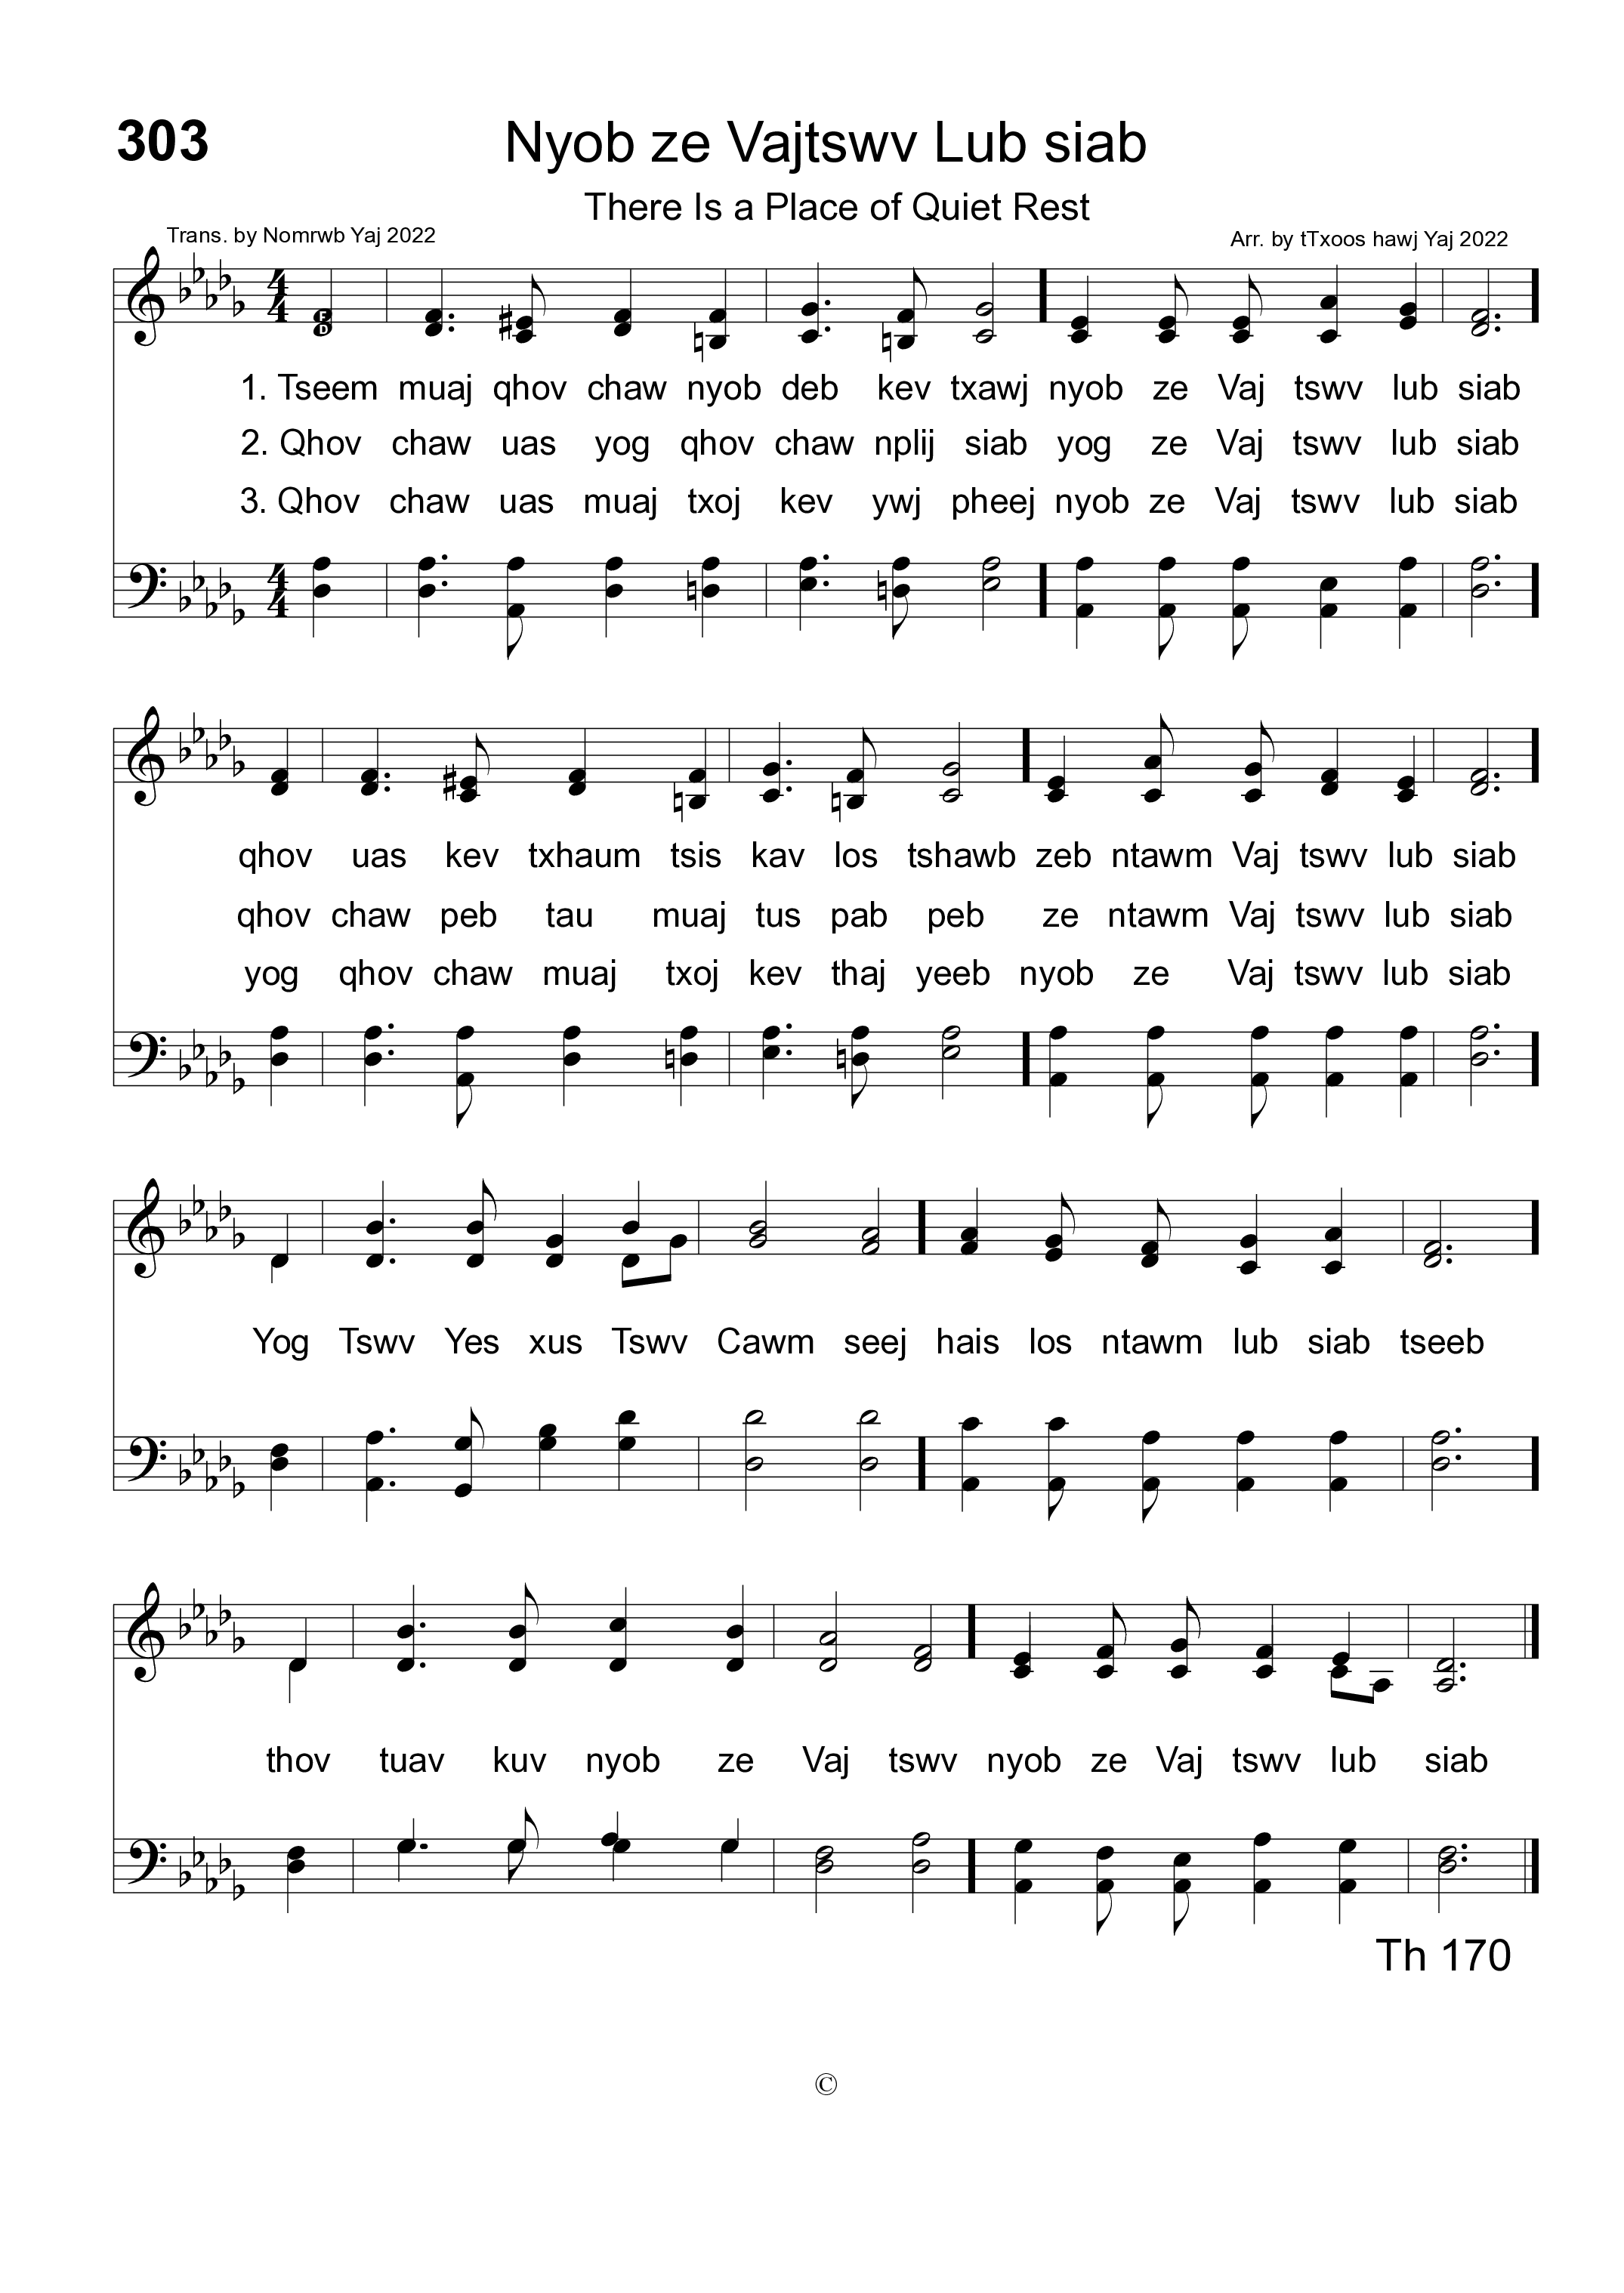 303
Nyob ze Vajtswv Lub siab
There Is a Place of Quiet Rest
Trans. by Nomrwb Yaj 2022
Arr. by tTxoos hawj Yaj 2022
F
D
1. Tseem muaj qhov chaw nyob deb kev txawj nyob ze Vaj tswv lub siab
2. Qhov chaw uas yog qhov chaw nplij siab yog ze Vaj tswv lub siab
3. Qhov chaw uas muaj txoj kev ywj pheej nyob ze Vaj tswv lub siab
qhov uas kev txhaum tsis kav los tshawb zeb ntawm Vaj tswv lub siab
qhov chaw peb tau muaj tus pab peb ze ntawm Vaj tswv lub siab
yog qhov chaw muaj txoj kev thaj yeeb nyob ze Vaj tswv lub siab
Yog Tswv Yes xus Tswv Cawm seej hais los ntawm lub siab tseeb
thov tuav kuv nyob ze Vaj tswv nyob ze Vaj tswv lub siab
Th 170
©